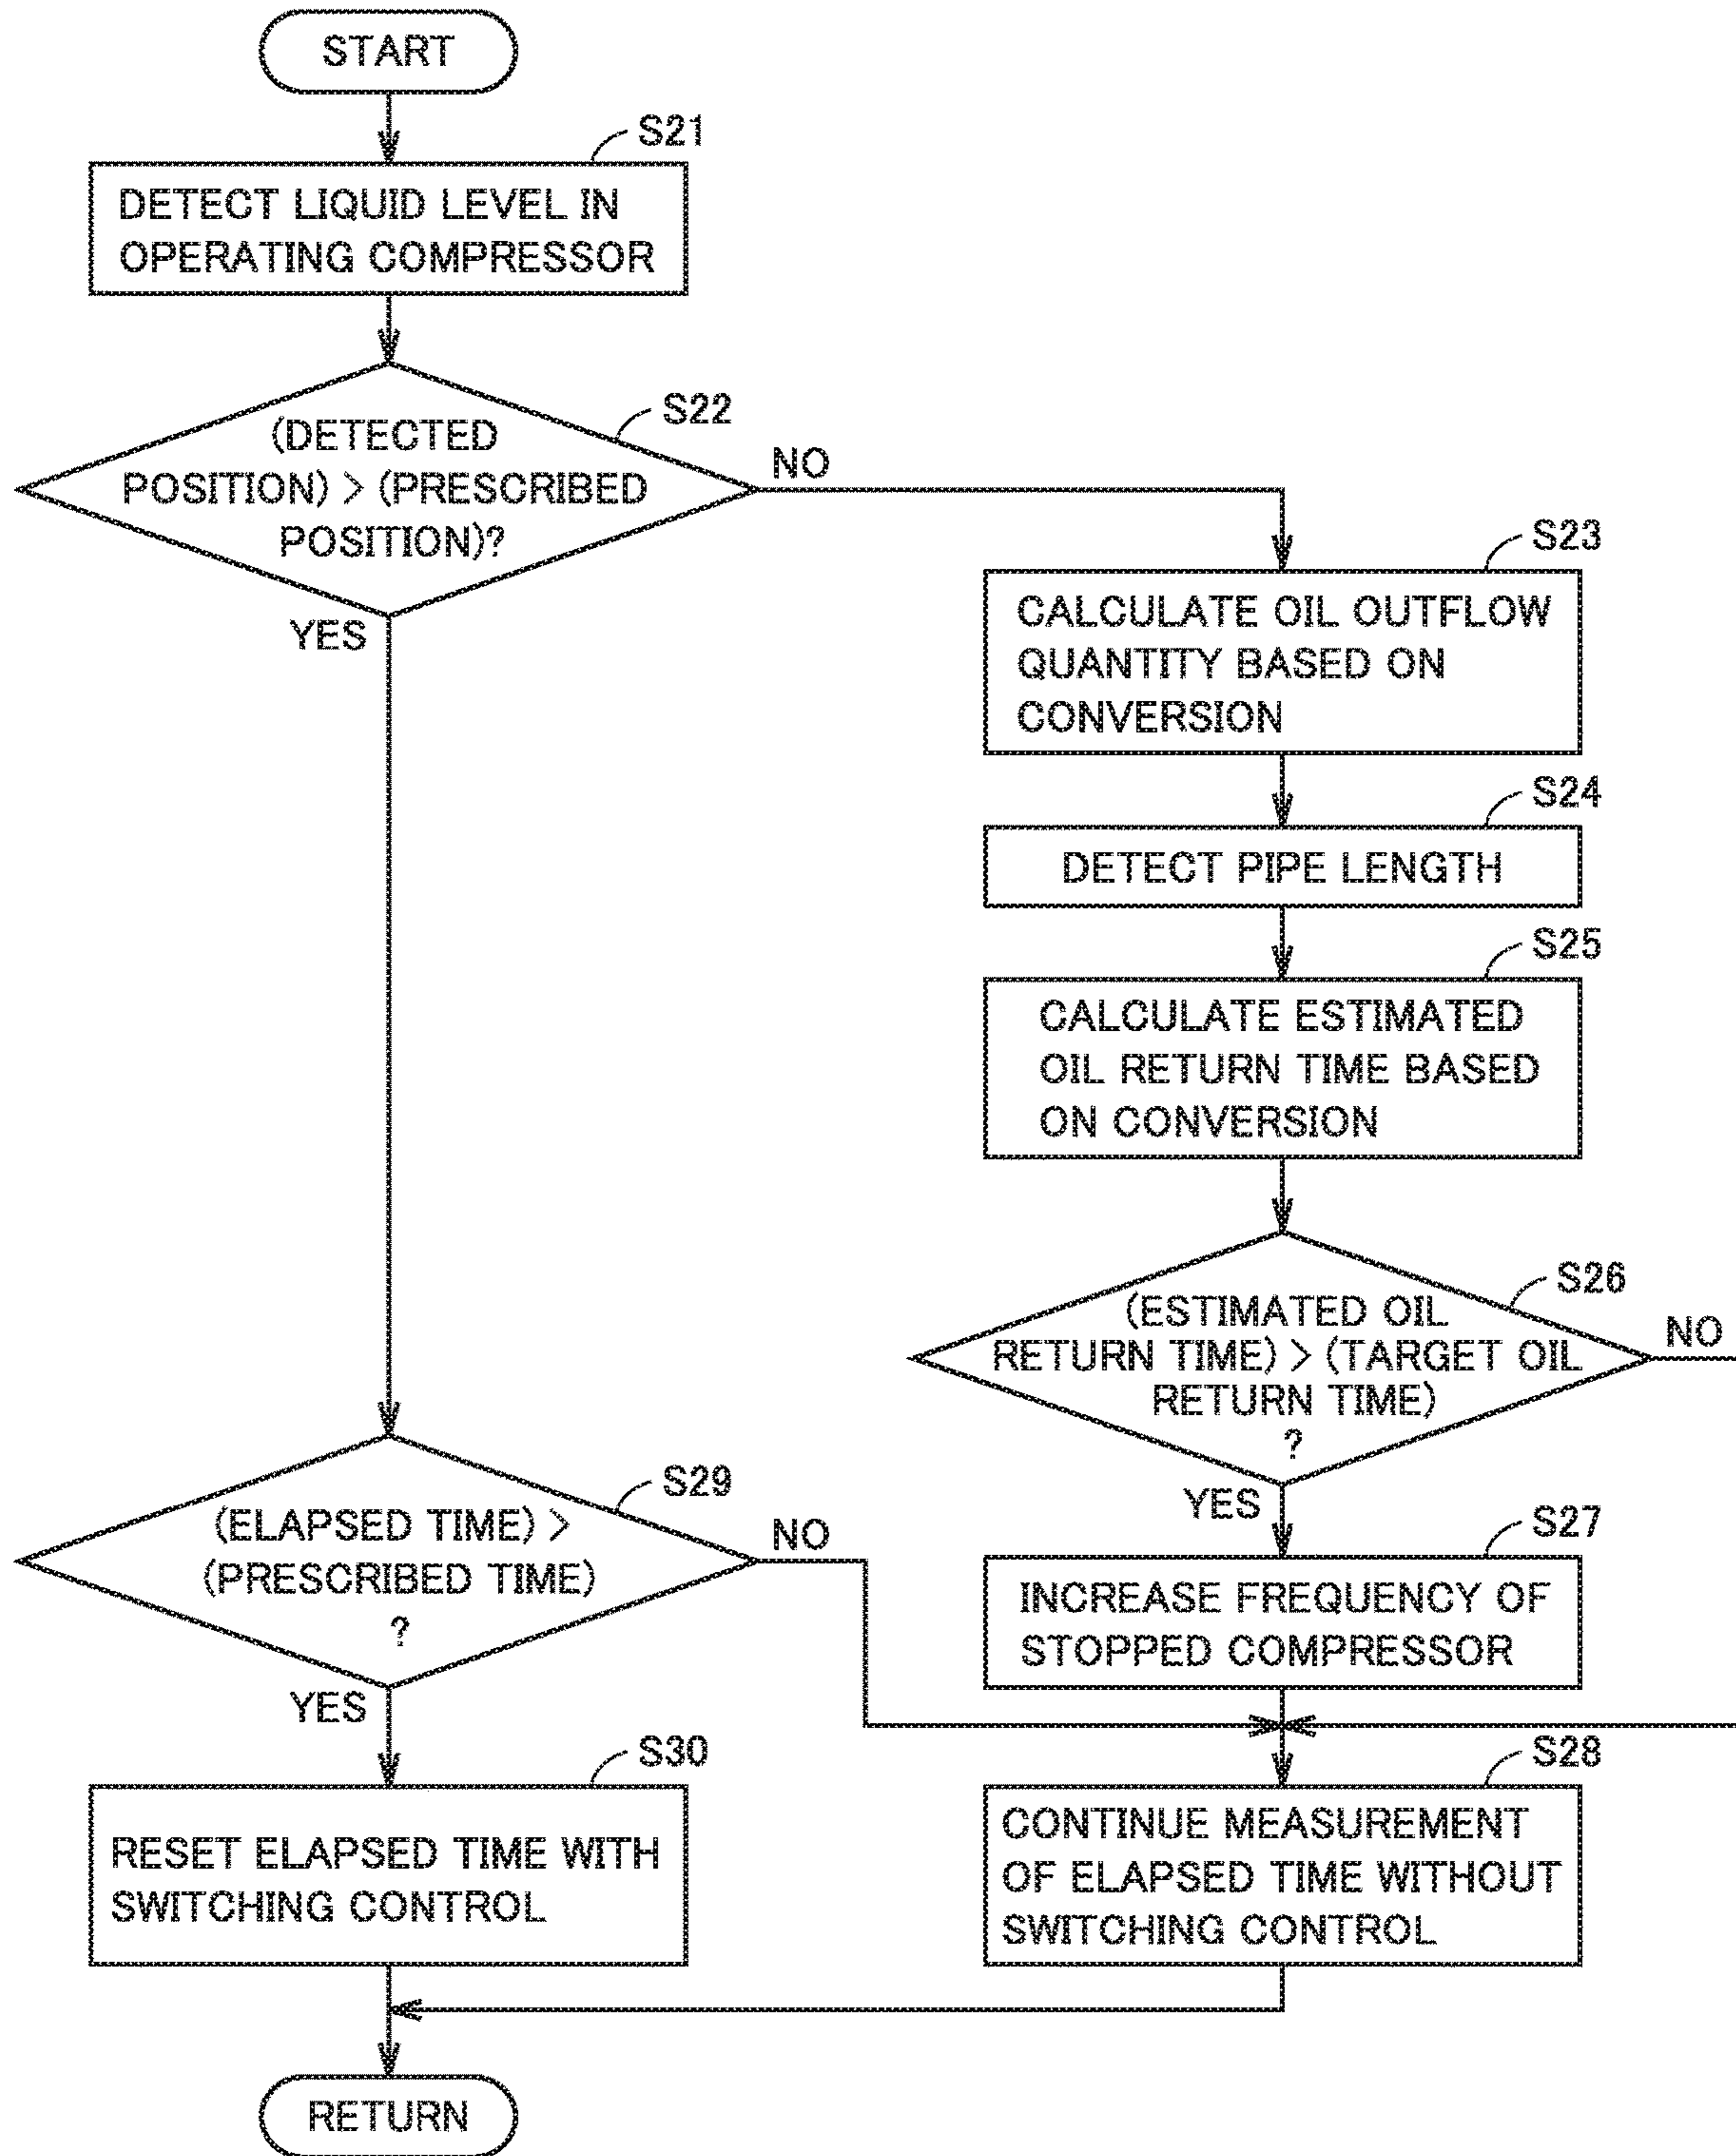 START
S21
DETECT LIQUID LEVEL IN
OPERATING COMPRESSOR
S22
(DETECTED
POSITION) > (PRESCRIBED
POSITION)?
NO
YES
S23
CALCULATE OIL OUTFLOW
QUANTITY BASED ON
CONVERSION
S24
DETECT PIPE LENGTH
S25
CALCULATE ESTIMATED
OIL RETURN TIME BASED
ON CONVERSION
S26
(ESTIMATED OIL
RETURN TIME) > (TARGET OIL
RETURN TIME)
?
NO
YES
S27
INCREASE FREQUENCY OF
STOPPED COMPRESSOR
S29
(ELAPSED TIME) >
(PRESCRIBED TIME)
?
NO
YES
S30
RESET ELAPSED TIME WITH
SWITCHING CONTROL
S28
CONTINUE MEASUREMENT
OF ELAPSED TIME WITHOUT
SWITCHING CONTROL
RETURN